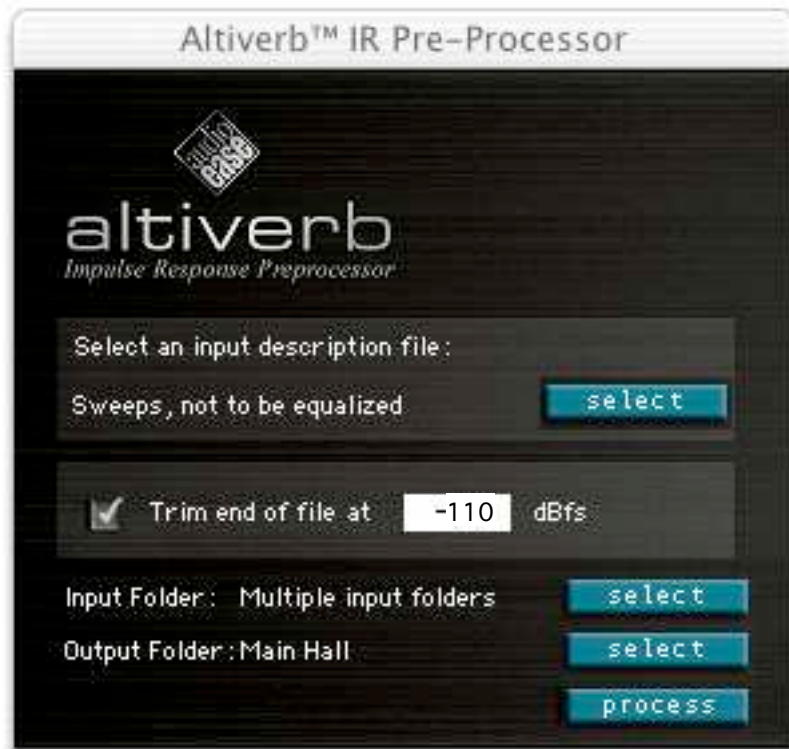 Altiverb™ IR Pre-Processor
audio
ease
altiverb
Impulse Response Preprocessor
Select an input description file:
Sweeps, not to be equalized select
Trim end of file at -110 dBfs
Input Folder: Multiple input folders select
Output Folder: Main Hall select
process